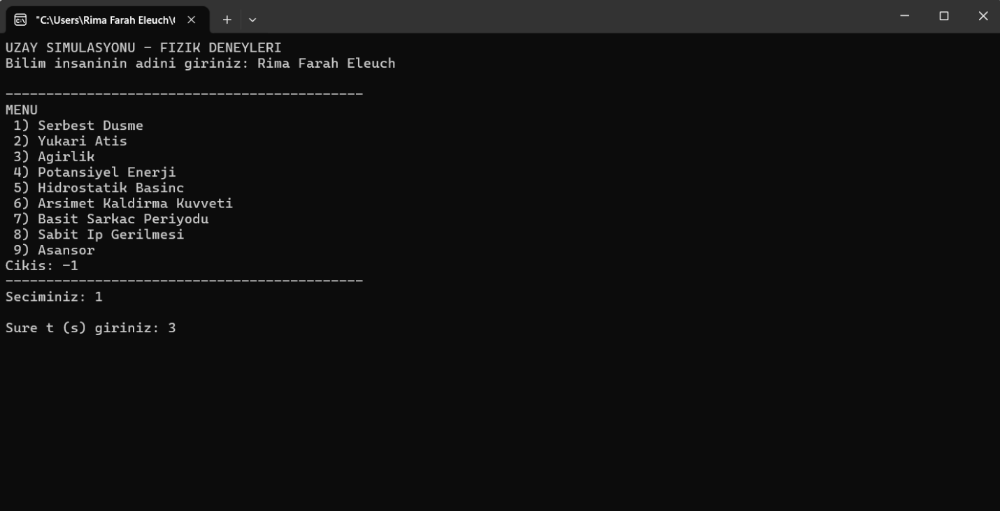 "C:\Users\Rima Farah Eleuch\
UZAY SIMULASYONU - FIZIK DENEYLERI
Bilim insaninin adini giriniz: Rima Farah Eleuch
--------------------------------------------
MENU
1) Serbest Dusme
2) Yukari Atis
3) Agirlik
4) Potansiyel Enerji
5) Hidrostatik Basinc
6) Arsimet Kaldirma Kuvveti
7) Basit Sarkac Periyodu
8) Sabit Ip Gerilmesi
9) Asansor
Cikis: -1
--------------------------------------------
Seciminiz: 1
Sure t (s) giriniz: 3